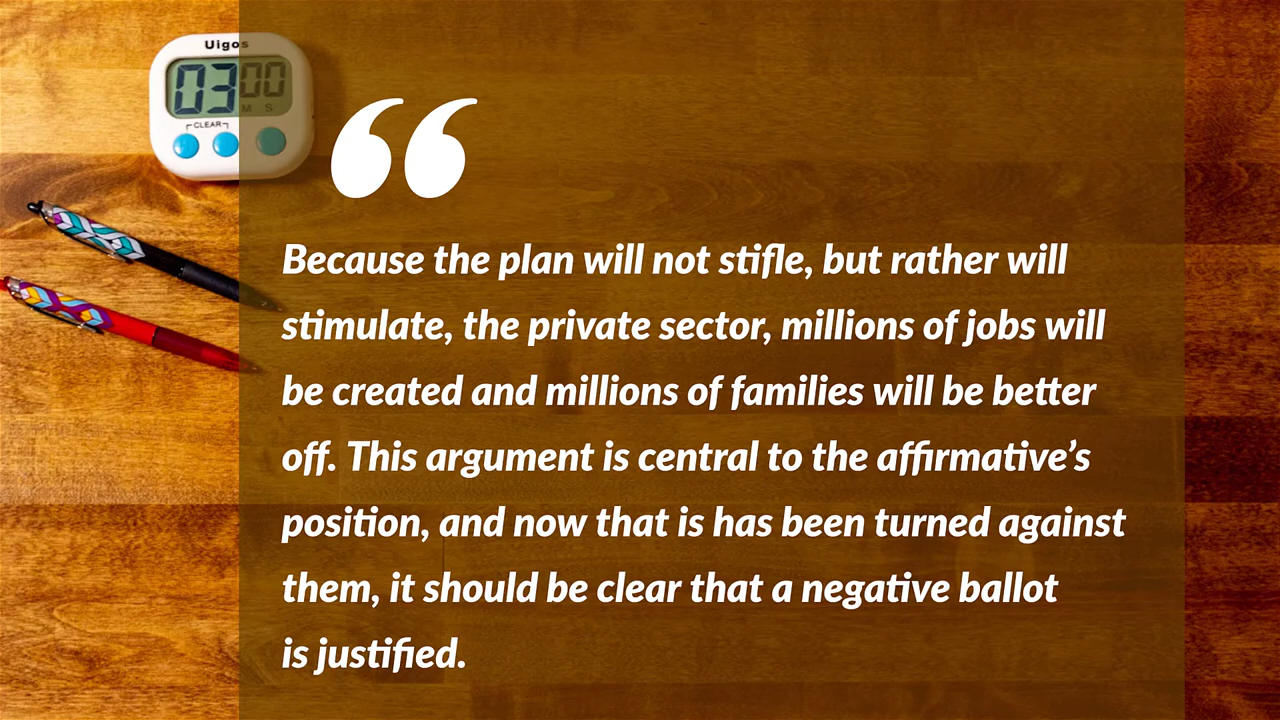 Uigos
03 00
M S
CLEAR
“
Because the plan will not stifle, but rather will
stimulate, the private sector, millions of jobs will
be created and millions of families will be better
off. This argument is central to the affirmative’s
position, and now that is has been turned against
them, it should be clear that a negative ballot
is justified.